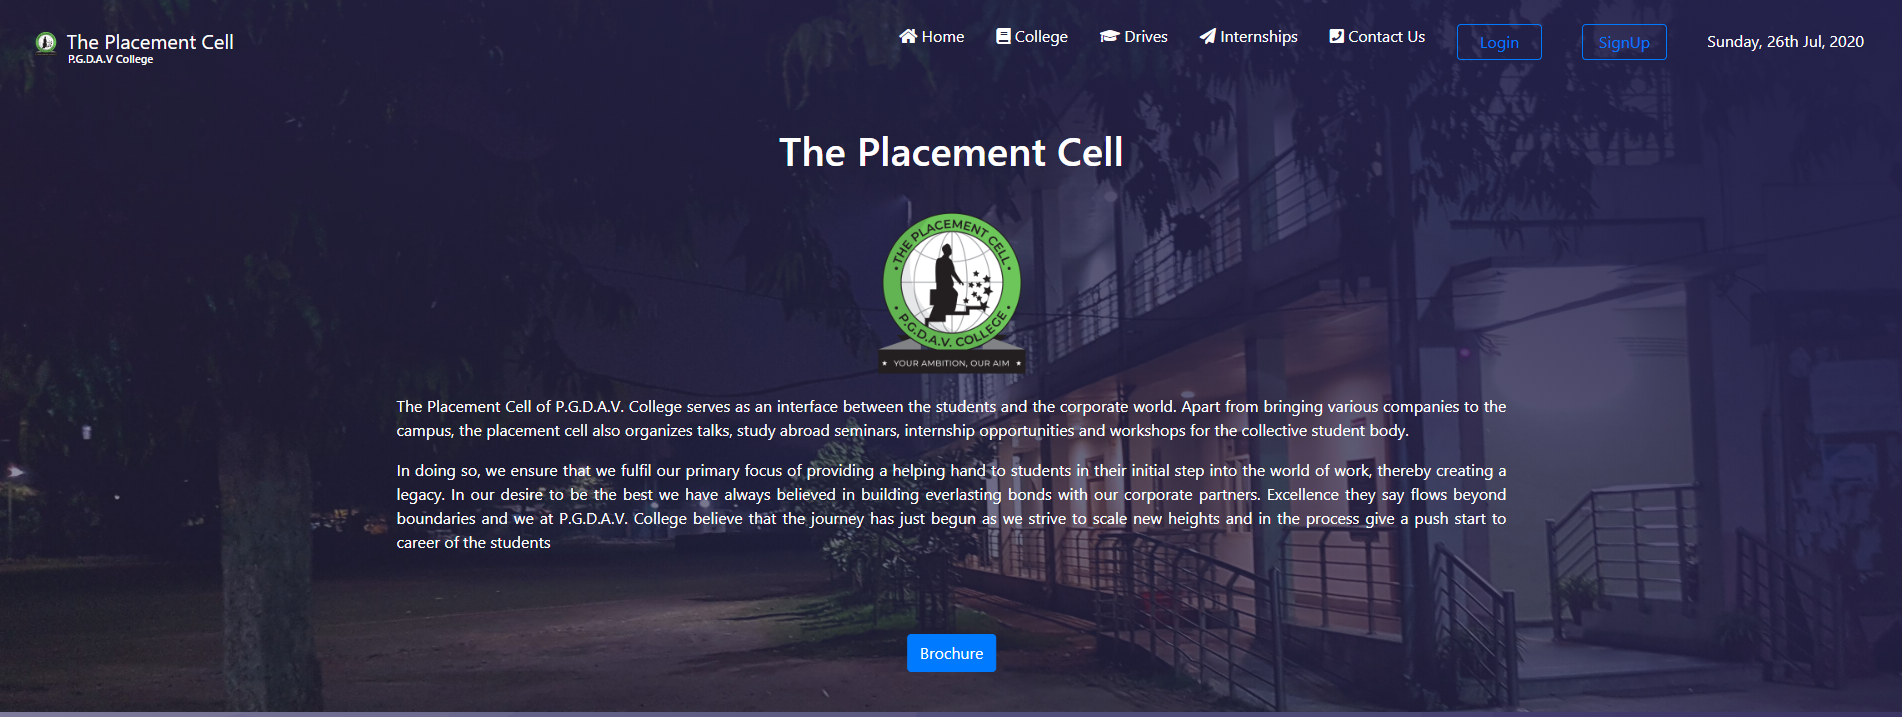 The Placement Cell
P.G.D.A.V College
Home
College
Drives
Internships
Contact Us
Login
SignUp
Sunday, 26th Jul, 2020
The Placement Cell
THE PLACEMENT CELL
P.G.D.A.V. COLLEGE
YOUR AMBITION, OUR AIM
The Placement Cell of P.G.D.A.V. College serves as an interface between the students and the corporate world. Apart from bringing various companies to the
campus, the placement cell also organizes talks, study abroad seminars, internship opportunities and workshops for the collective student body.
In doing so, we ensure that we fulfil our primary focus of providing a helping hand to students in their initial step into the world of work, thereby creating a
legacy. In our desire to be the best we have always believed in building everlasting bonds with our corporate partners. Excellence they say flows beyond
boundaries and we at P.G.D.A.V. College believe that the journey has just begun as we strive to scale new heights and in the process give a push start to
career of the students
Brochure